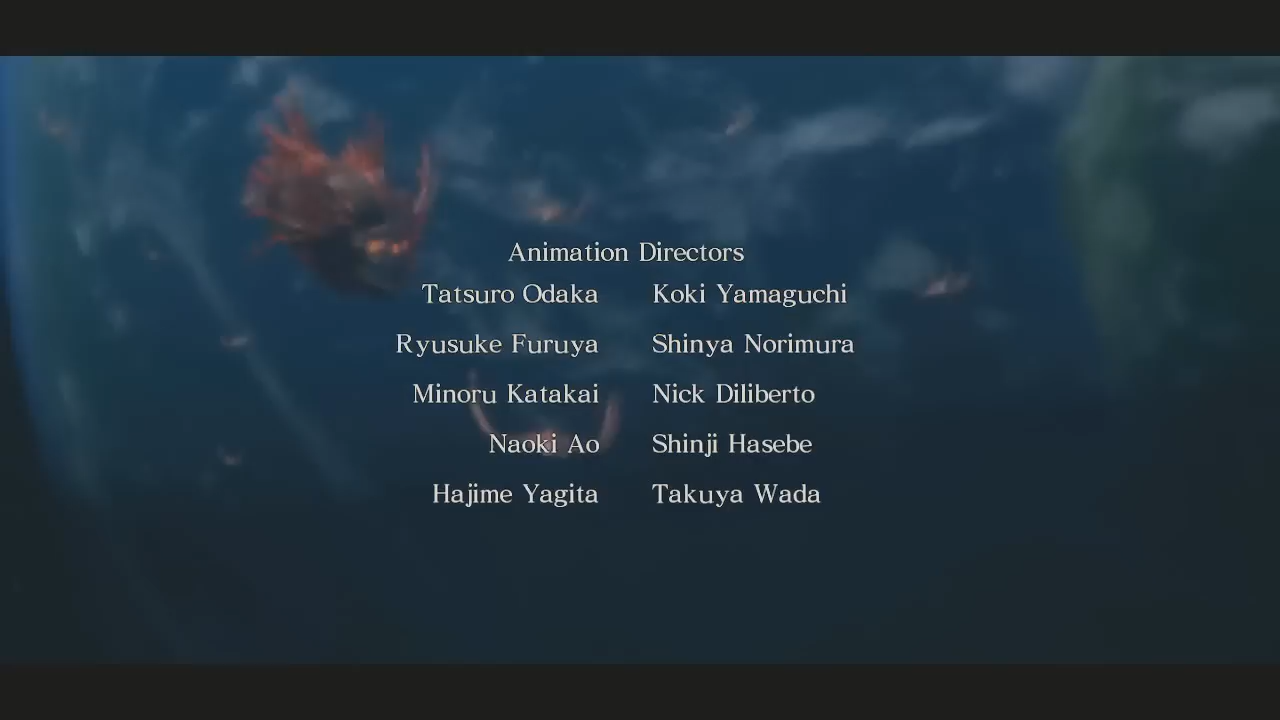 Animation Directors
Tatsuro Odaka Koki Yamaguchi
Ryusuke Furuya Shinya Norimura
Minoru Katakai Nick Diliberto
Naoki Ao Shinji Hasebe
Hajime Yagita Takuya Wada